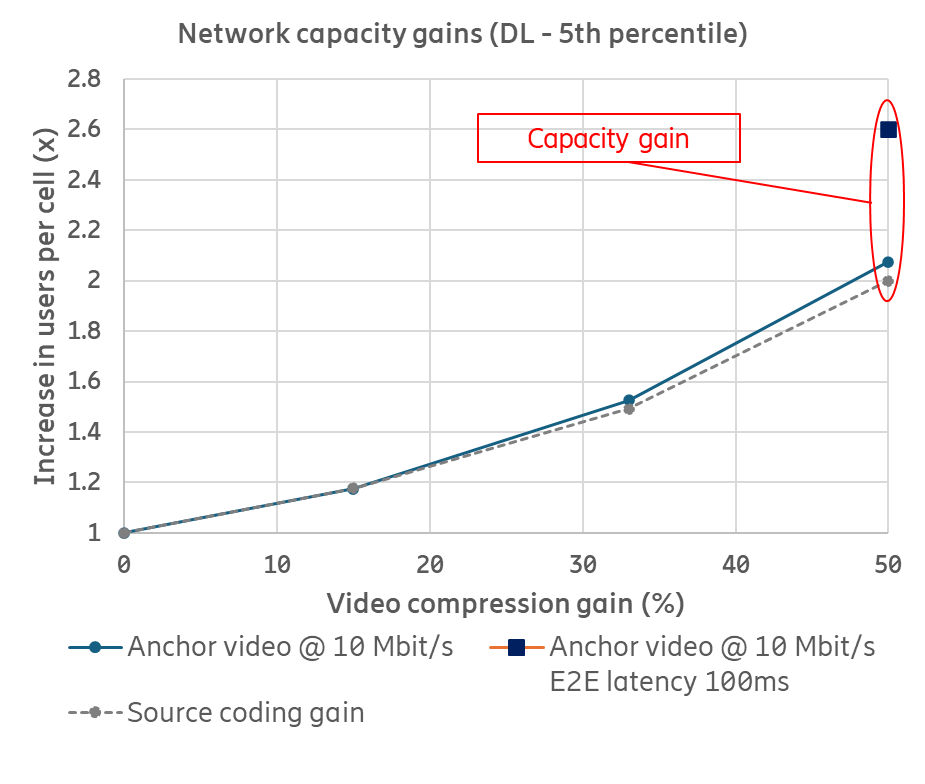 Network capacity gains (DL - 5th percentile)
Increase in users per cell (x)
2.8
2.6
2.4
2.2
2
1.8
1.6
1.4
1.2
1
Capacity gain
0 10 20 30 40 50
Video compression gain (%)
Anchor video @ 10 Mbit/s
Anchor video @ 10 Mbit/s
E2E latency 100ms
Source coding gain